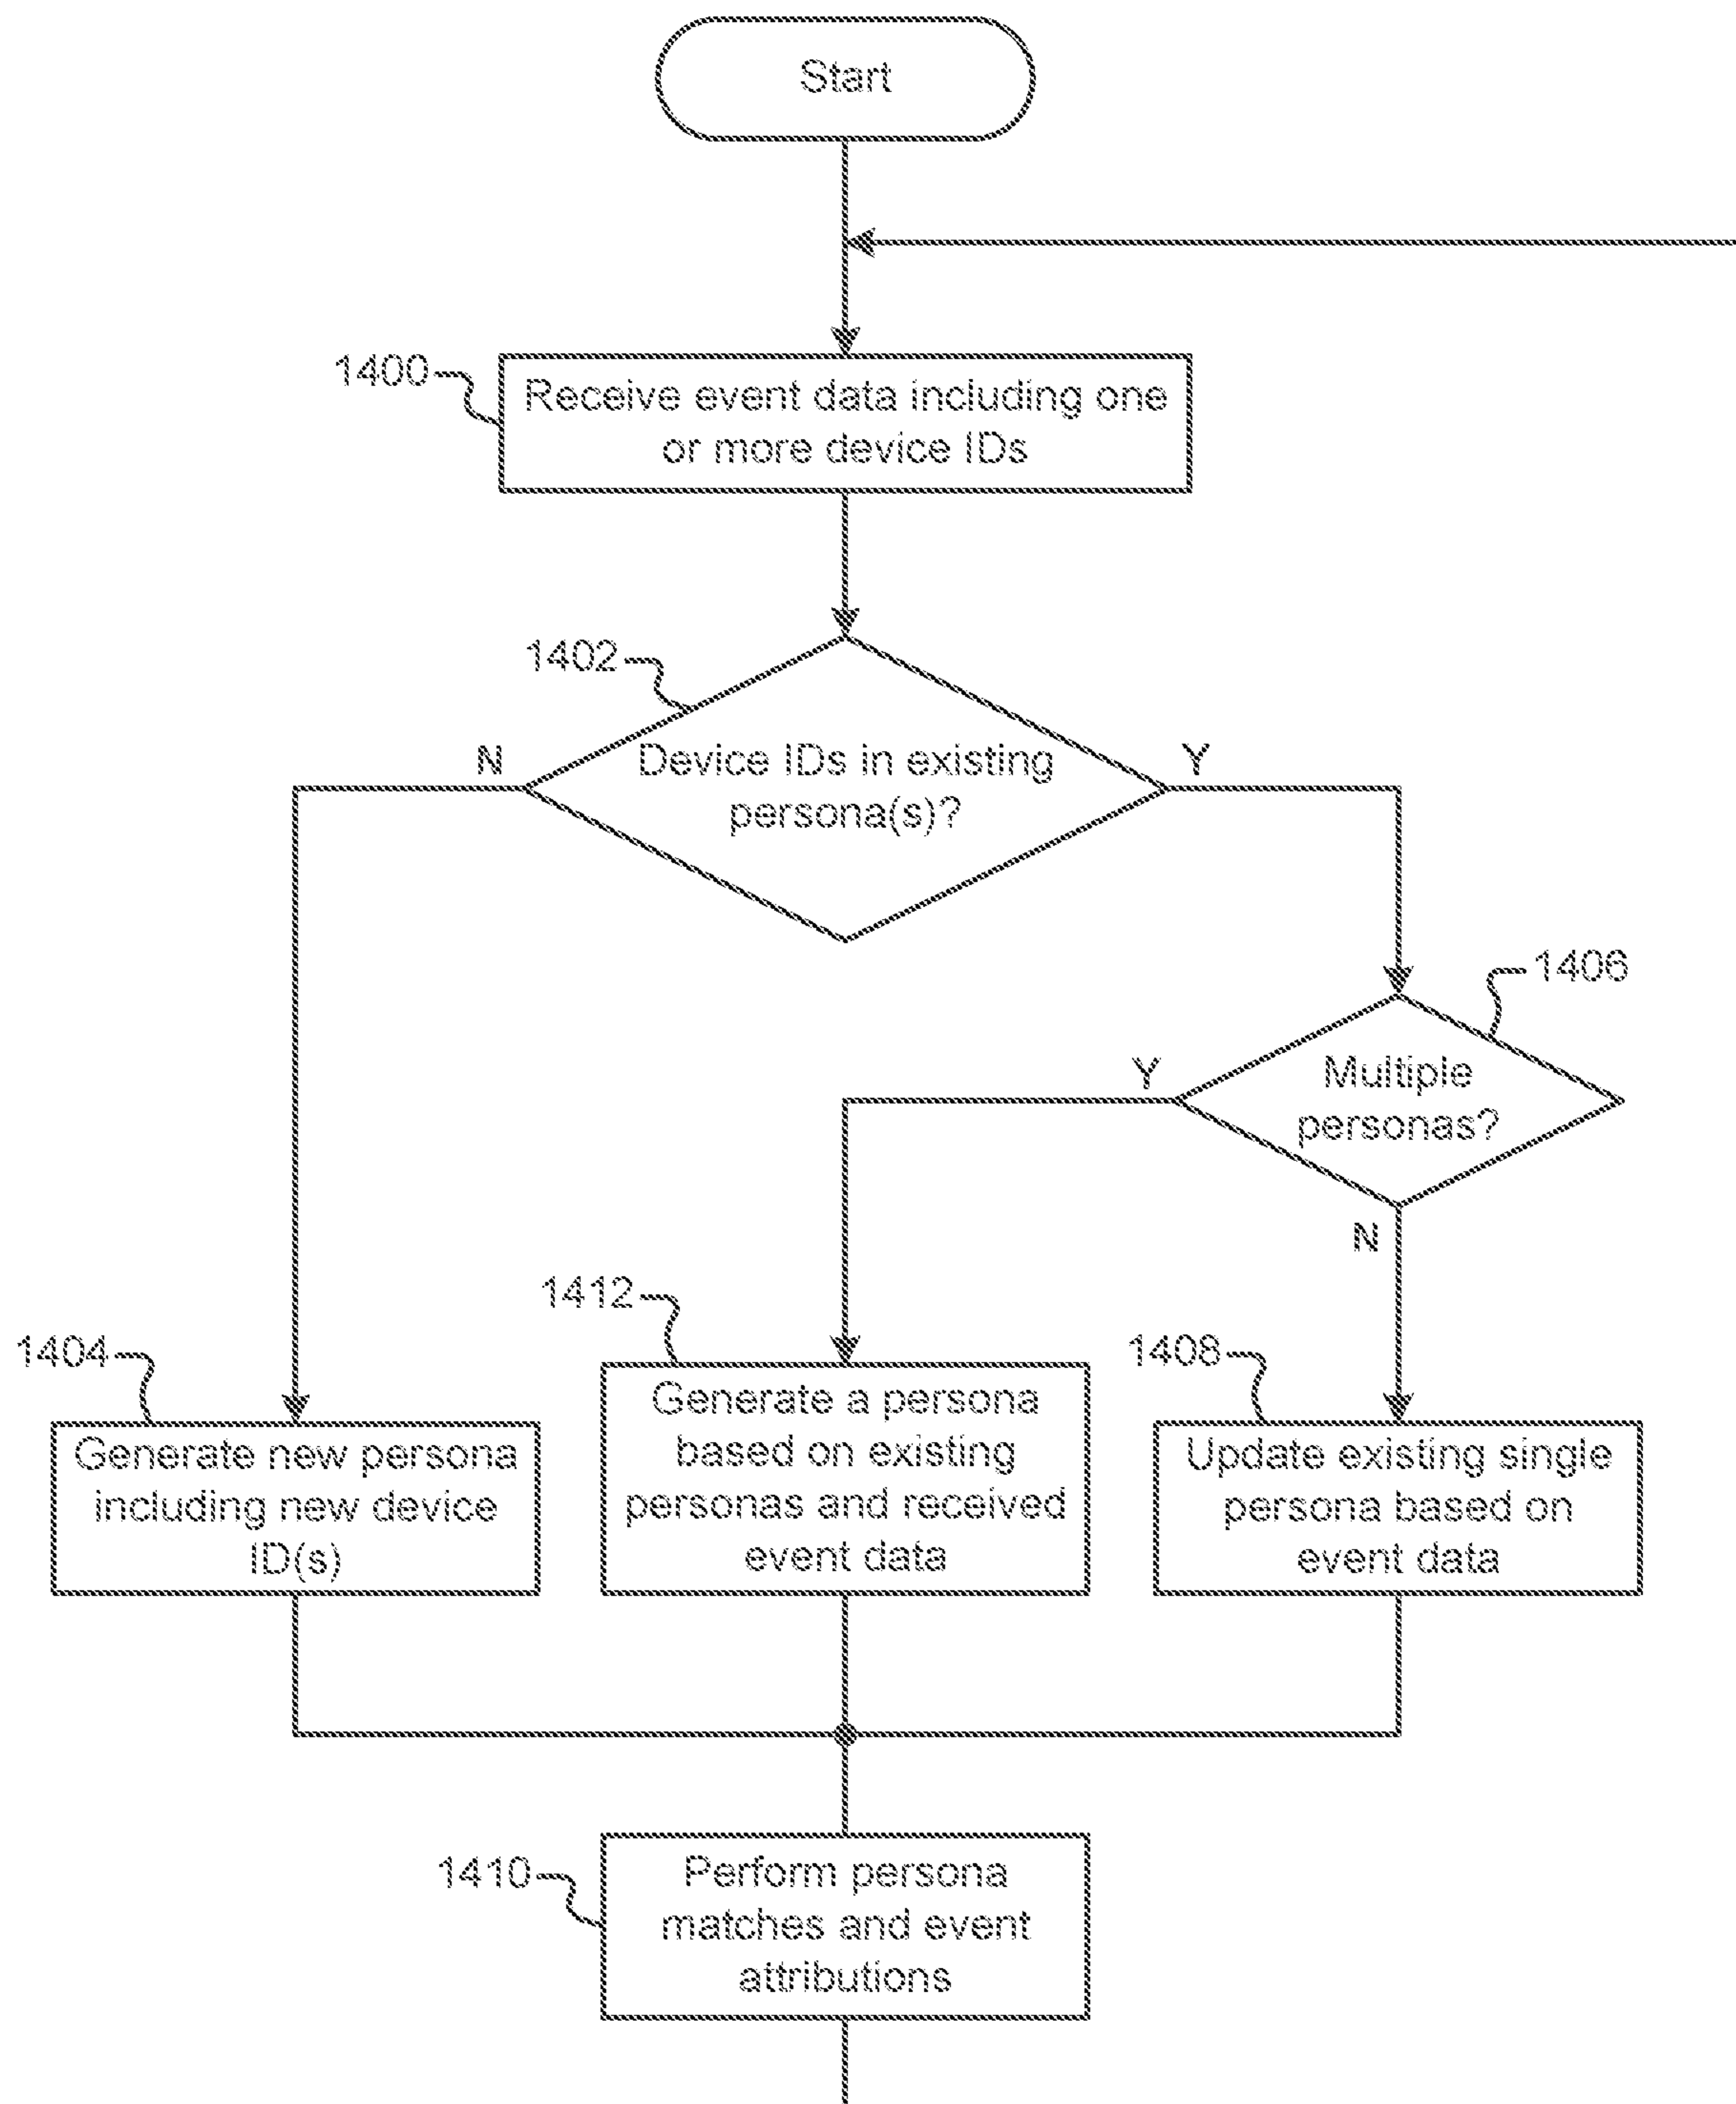 Start
1400
Receive event data including one
or more device IDs
1402
N
Device IDs in existing
persona(s)?
Y
1406
Y
Multiple
personas?
N
1404
Generate new persona
including new device
ID(s)
1412
Generate a persona
based on existing
personas and received
event data
1408
Update existing single
persona based on
event data
1410
Perform persona
matches and event
attributions